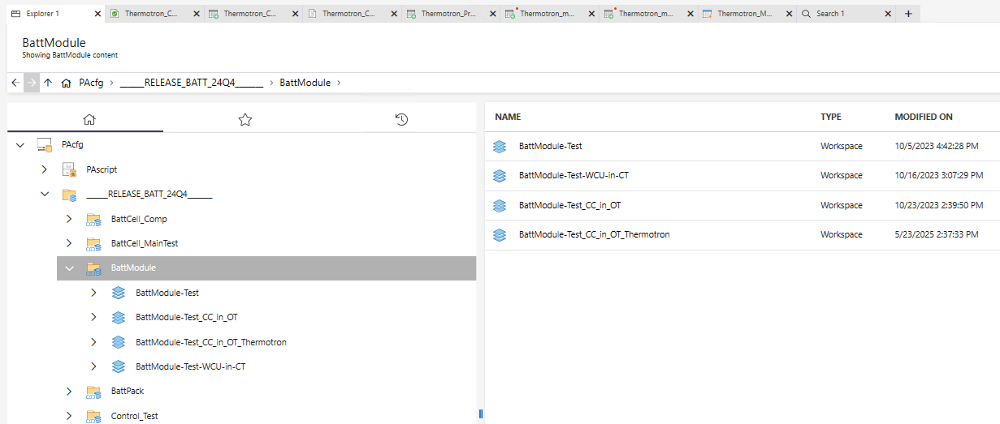 Explorer 1 Thermotron_C... Thermotron_C... Thermotron_C... Thermotron_Pr... Thermotron_m... Thermotron_m... Thermotron_M... Search 1
BattModule
Showing BattModule content
PAcfg > _____RELEASE_BATT_24Q4______ > BattModule >
NAME TYPE MODIFIED ON
PAcfg
PAscript
_____RELEASE_BATT_24Q4______
BattCell_Comp
BattCell_MainTest
BattModule
BattModule-Test
BattModule-Test_CC_in_OT
BattModule-Test_CC_in_OT_Thermotron
BattModule-Test-WCU-in-CT
BattPack
Control_Test
BattModule-Test Workspace 10/5/2023 4:42:28 PM
BattModule-Test-WCU-in-CT Workspace 10/16/2023 3:07:29 PM
BattModule-Test_CC_in_OT Workspace 10/23/2023 2:39:50 PM
BattModule-Test_CC_in_OT_Thermotron Workspace 5/23/2025 2:37:33 PM